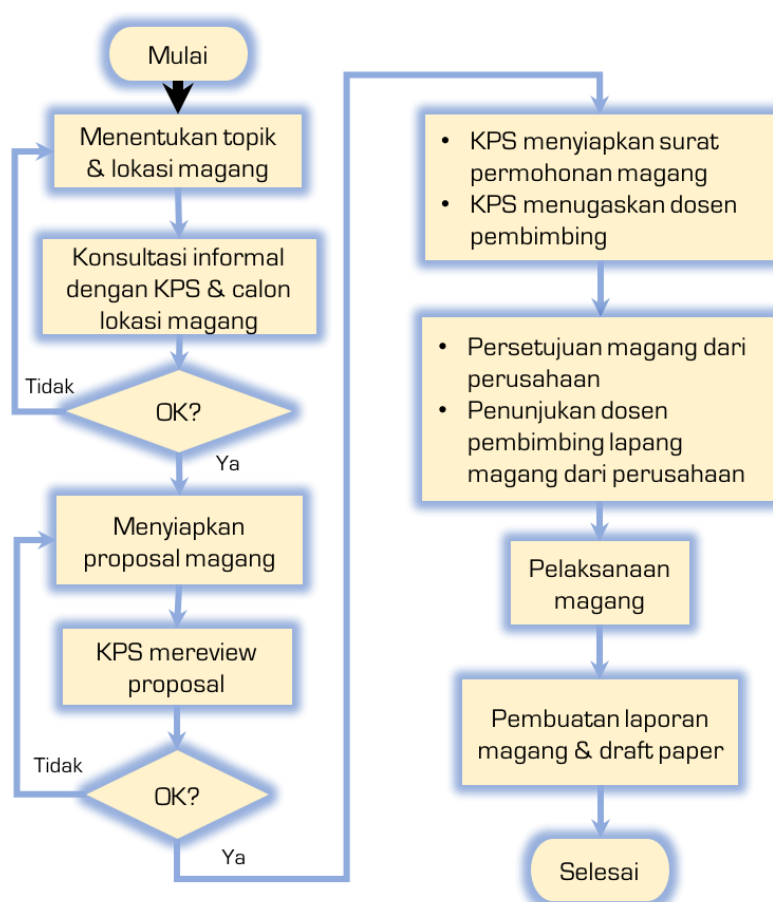 Mulai
Menentukan topik
& lokasi magang
Konsultasi informal
dengan KPS & calon
lokasi magang
Tidak
OK?
Ya
Menyiapkan
proposal magang
KPS mereview
proposal
Tidak
OK?
Ya
• KPS menyiapkan surat
permohonan magang
• KPS menugaskan dosen
pembimbing
• Persetujuan magang dari
perusahaan
• Penunjukan dosen
pembimbing lapang
magang dari perusahaan
Pelaksanaan
magang
Pembuatan laporan
magang & draft paper
Selesai